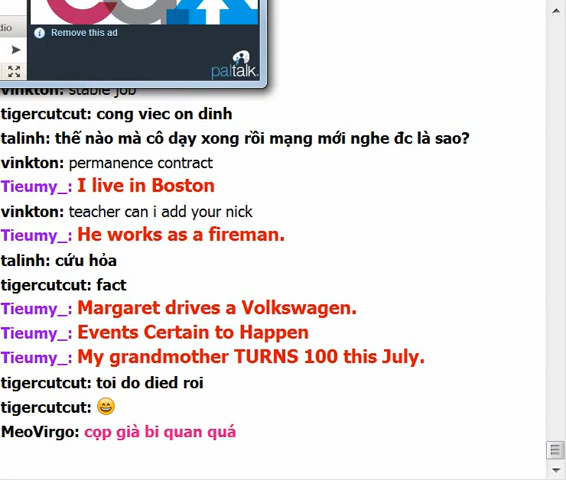 dio
Remove this ad
paltalk.
vinkton: stable job
tigercutcut: cong viec on dinh
talinh: thế nào mà cô dạy xong rồi mạng mới nghe đc là sao?
vinkton: permanence contract
Tieumy_: I live in Boston
vinkton: teacher can i add your nick
Tieumy_: He works as a fireman.
talinh: cứu hỏa
tigercutcut: fact
Tieumy_: Margaret drives a Volkswagen.
Tieumy_: Events Certain to Happen
Tieumy_: My grandmother TURNS 100 this July.
tigercutcut: toi do died roi
tigercutcut: 😄
MeoVirgo: cọp già bi quan quá